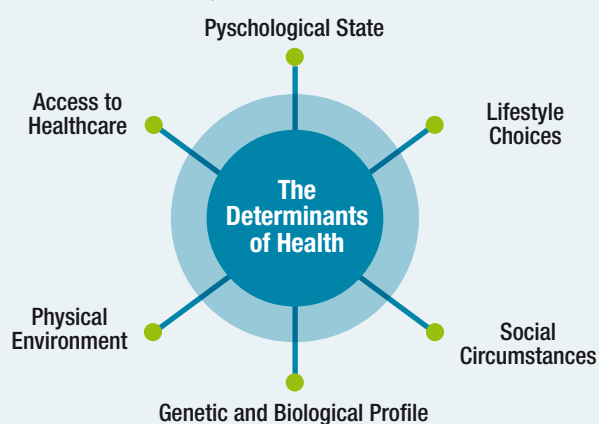 Pyschological State
Access to
Healthcare
Lifestyle
Choices
The
Determinants
of Health
Physical
Environment
Social
Circumstances
Genetic and Biological Profile